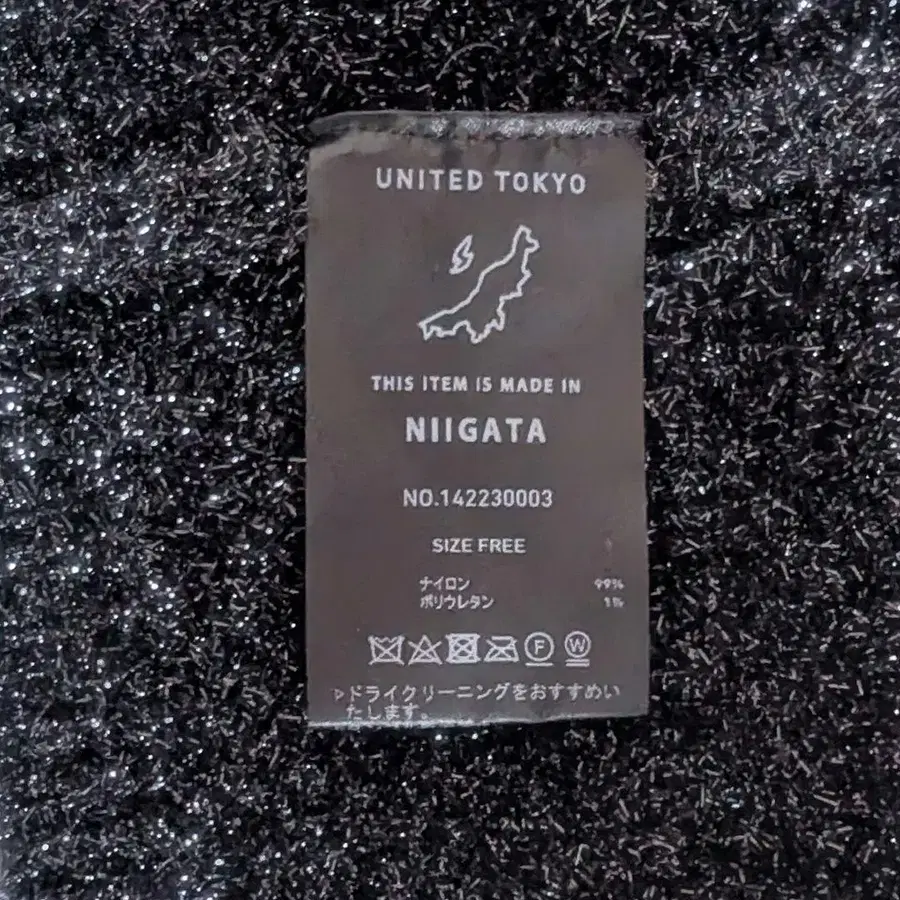 UNITED TOKYO
THIS ITEM IS MADE IN
NIIGATA
NO.142230003
SIZE FREE
ナイロン 99%
ポリウレタン 1%
F W
▷ドライクリーニングをおすすめい
たします。